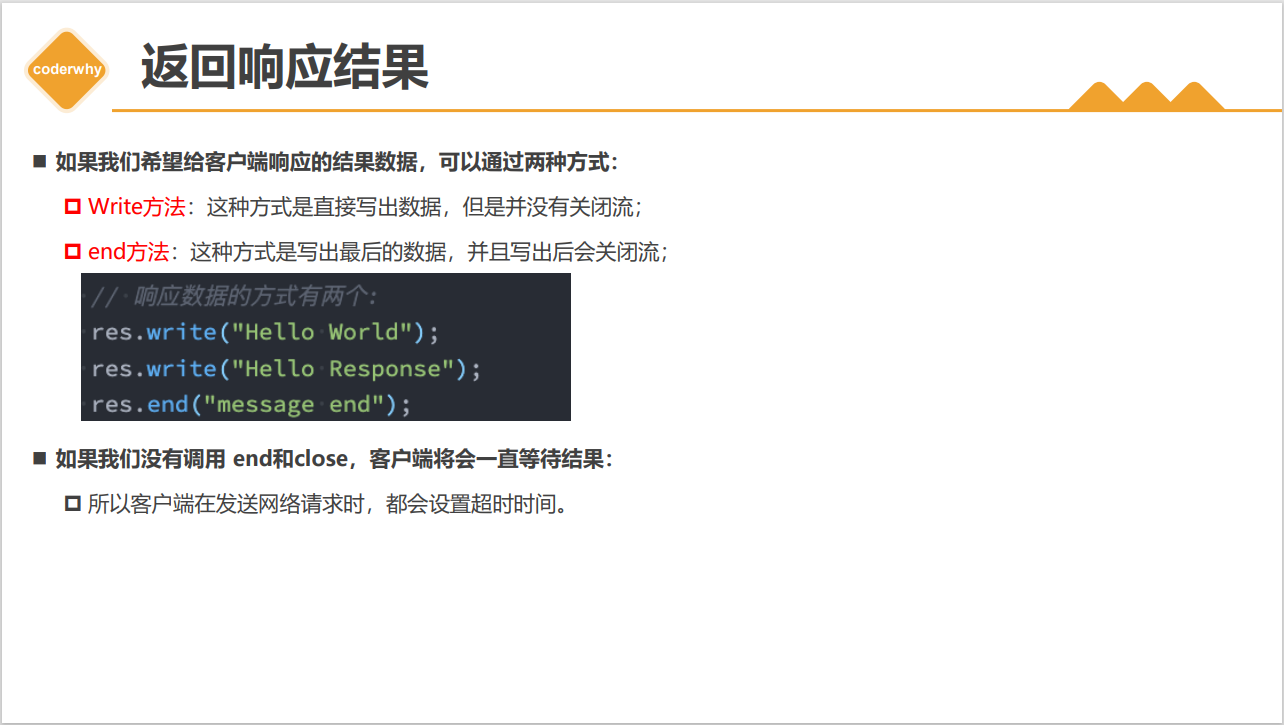 coderwhy
返回响应结果
如果我们希望给客户端响应的结果数据，可以通过两种方式：
Write方法：这种方式是直接写出数据，但是并没有关闭流；
end方法：这种方式是写出最后的数据，并且写出后会关闭流；
// 响应数据的方式有两个：
res.write("Hello World");
res.write("Hello Response");
res.end("message end");
如果我们没有调用 end和close，客户端将会一直等待结果：
所以客户端在发送网络请求时，都会设置超时时间。